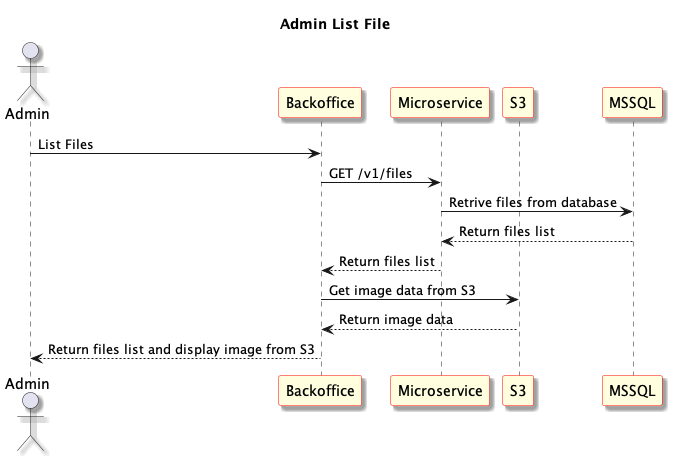 Admin List File
Admin
Backoffice
Microservice
S3
MSSQL
List Files
GET /v1/files
Retrive files from database
Return files list
Return files list
Get image data from S3
Return image data
Return files list and display image from S3
Admin
Backoffice
Microservice
S3
MSSQL